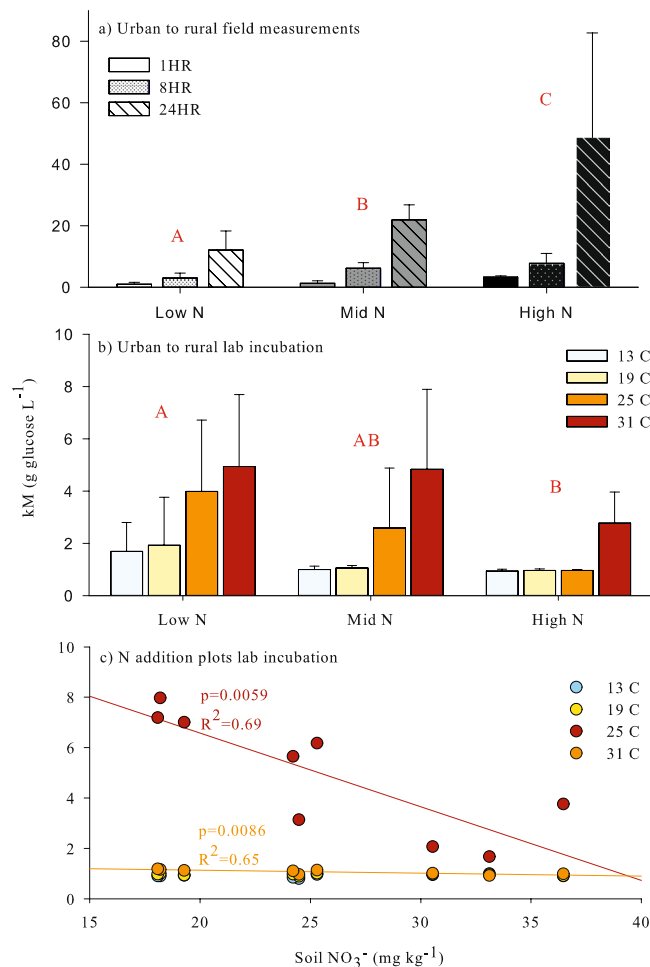 a) Urban to rural field measurements
1HR
8HR
24HR
A
B
C
80
60
40
20
0
Low N
Mid N
High N
b) Urban to rural lab incubation
13 C
19 C
25 C
31 C
A
AB
B
10
8
6
4
2
0
Low N
Mid N
High N
kM (g glucose L⁻¹)
c) N addition plots lab incubation
p=0.0059
R²=0.69
13 C
19 C
25 C
31 C
p=0.0086
R²=0.65
10
8
6
4
2
0
15
20
25
30
35
40
Soil NO₃⁻ (mg kg⁻¹)